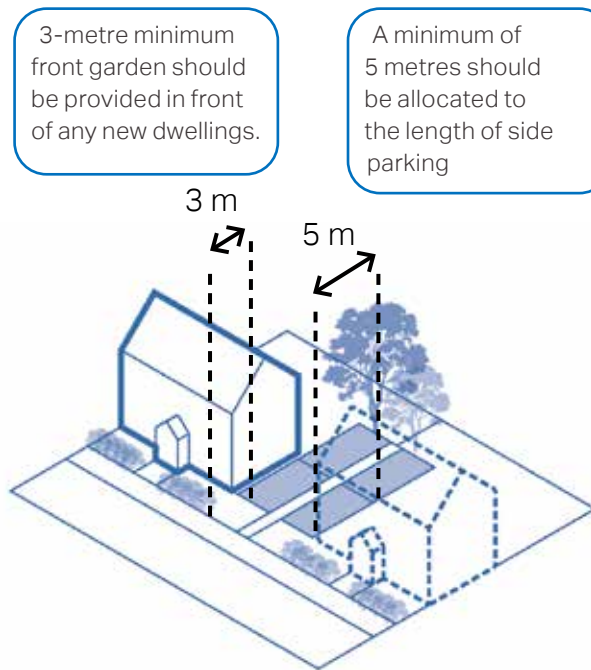 3-metre minimum
front garden should
be provided in front
of any new dwellings.
A minimum of
5 metres should
be allocated to
the length of side
parking
3 m
5 m